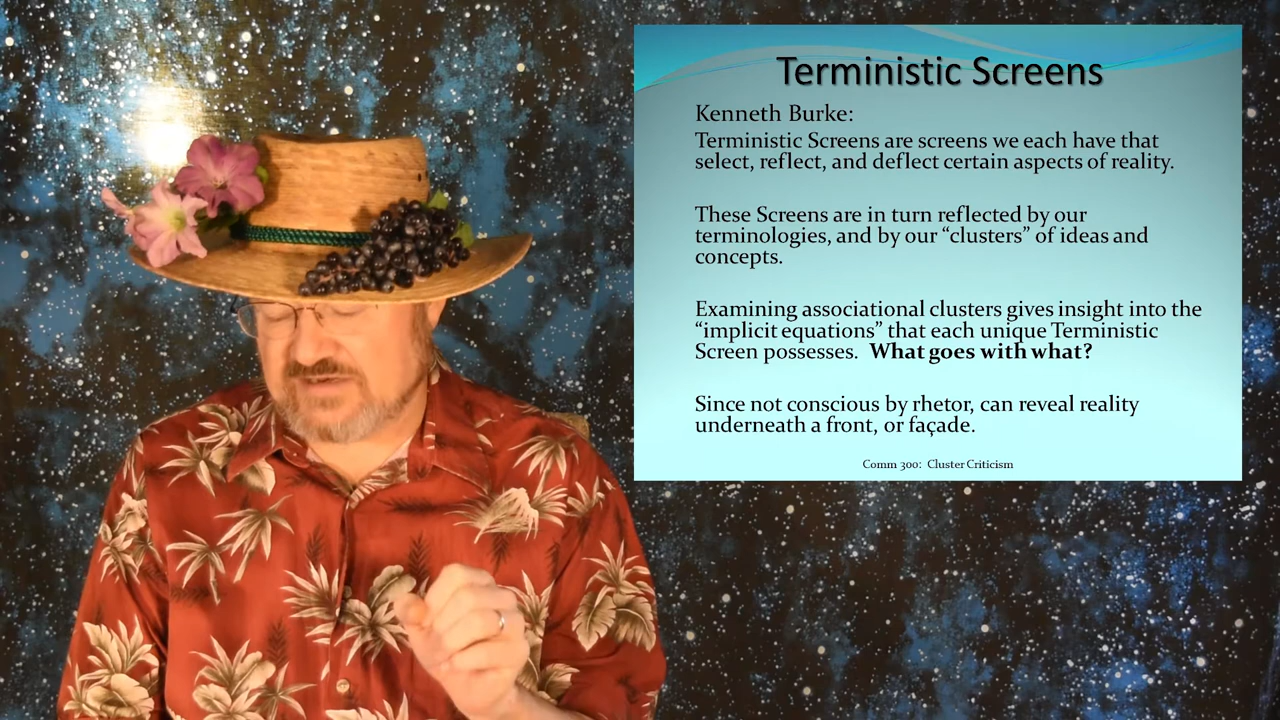 Terministic Screens
Kenneth Burke:
Terministic Screens are screens we each have that
select, reflect, and deflect certain aspects of reality.
These Screens are in turn reflected by our
terminologies, and by our “clusters” of ideas and
concepts.
Examining associational clusters gives insight into the
“implicit equations” that each unique Terministic
Screen possesses.  What goes with what?
Since not conscious by rhetor, can reveal reality
underneath a front, or façade.
Comm 300:  Cluster Criticism